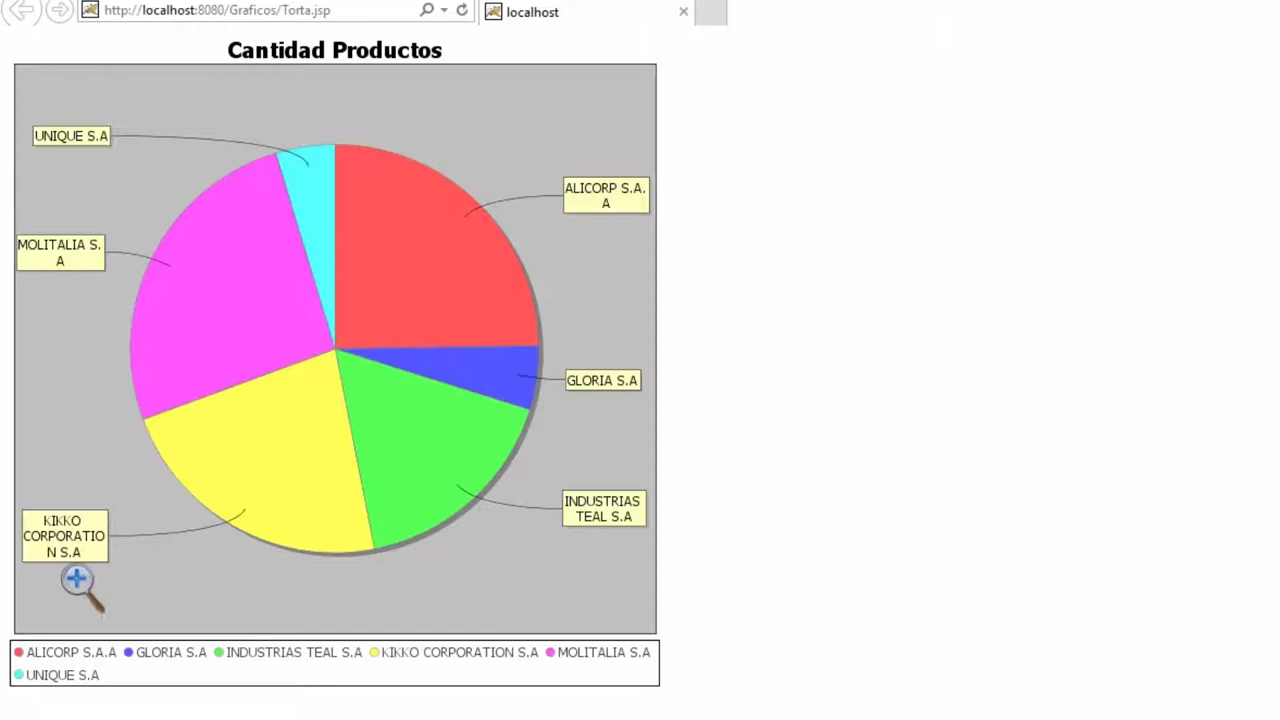 http://localhost:8080/Graficos/Torta.jsp
localhost
Cantidad Productos
UNIQUE S.A
ALICORP S.A.
A
MOLITALIA S.
A
GLORIA S.A
INDUSTRIAS
TEAL S.A
KIKKO
CORPORATIO
N S.A
ALICORP S.A.A GLORIA S.A INDUSTRIAS TEAL S.A KIKKO CORPORATION S.A MOLITALIA S.A
UNIQUE S.A